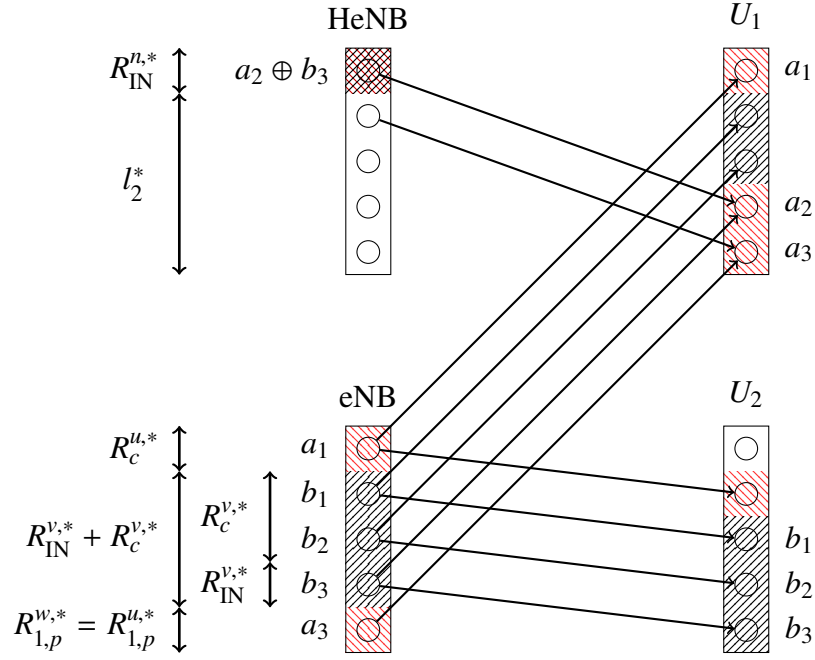 HeNB
U₁
R_IN^{n,*}
a₂ ⊕ b₃
a₁
l₂^*
a₂
a₃
eNB
U₂
R_c^{u,*}
a₁
b₁
R_c^{v,*}
R_IN^{v,*} + R_c^{v,*}
b₂
b₁
R_IN^{v,*}
b₃
b₂
R_{1,p}^{w,*} = R_{1,p}^{u,*}
a₃
b₃